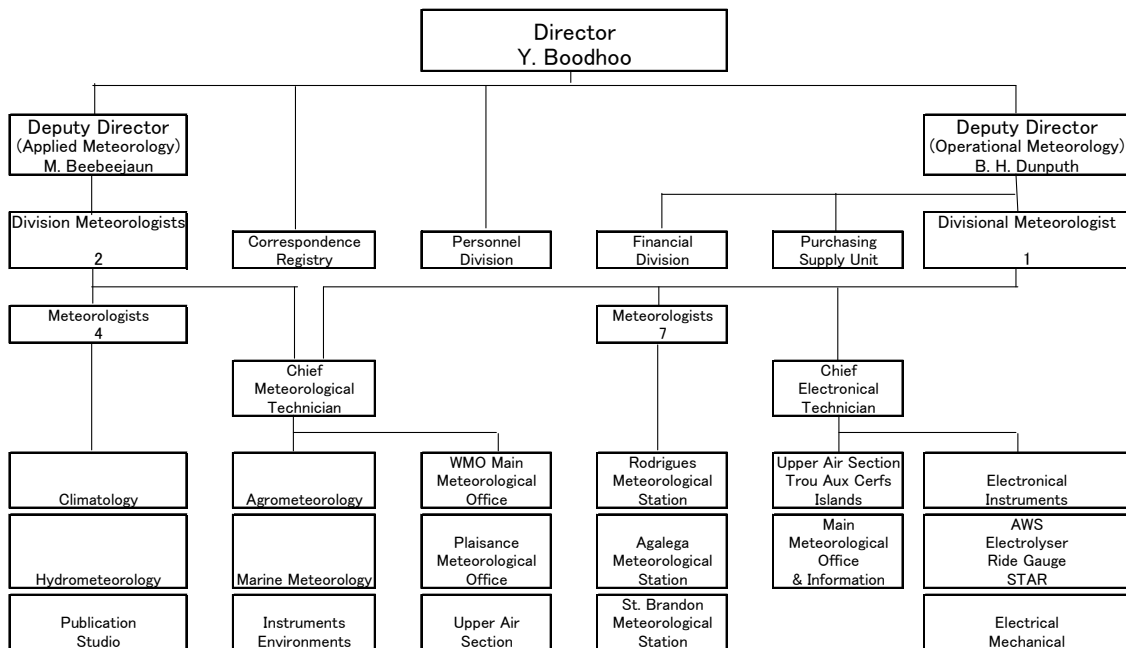 Director
Y. Boodhoo
Deputy Director
(Applied Meteorology)
M. Beebeejaun
Deputy Director
(Operational Meteorology)
B. H. Dunputh
Division Meteorologists
2
Correspondence
Registry
Personnel
Division
Financial
Division
Purchasing
Supply Unit
Divisional Meteorologist
1
Meteorologists
4
Meteorologists
7
Chief
Meteorological
Technician
Chief
Electronical
Technician
Climatology
Agrometeorology
WMO Main
Meteorological
Office
Rodrigues
Meteorological
Station
Upper Air Section
Trou Aux Cerfs
Islands
Electronical
Instruments
Hydrometeorology
Marine Meteorology
Plaisance
Meteorological
Office
Agalega
Meteorological
Station
Main
Meteorological
Office
& Information
AWS
Electrolyser
Ride Gauge
STAR
Publication
Studio
Instruments
Environments
Upper Air
Section
St. Brandon
Meteorological
Station
Electrical
Mechanical